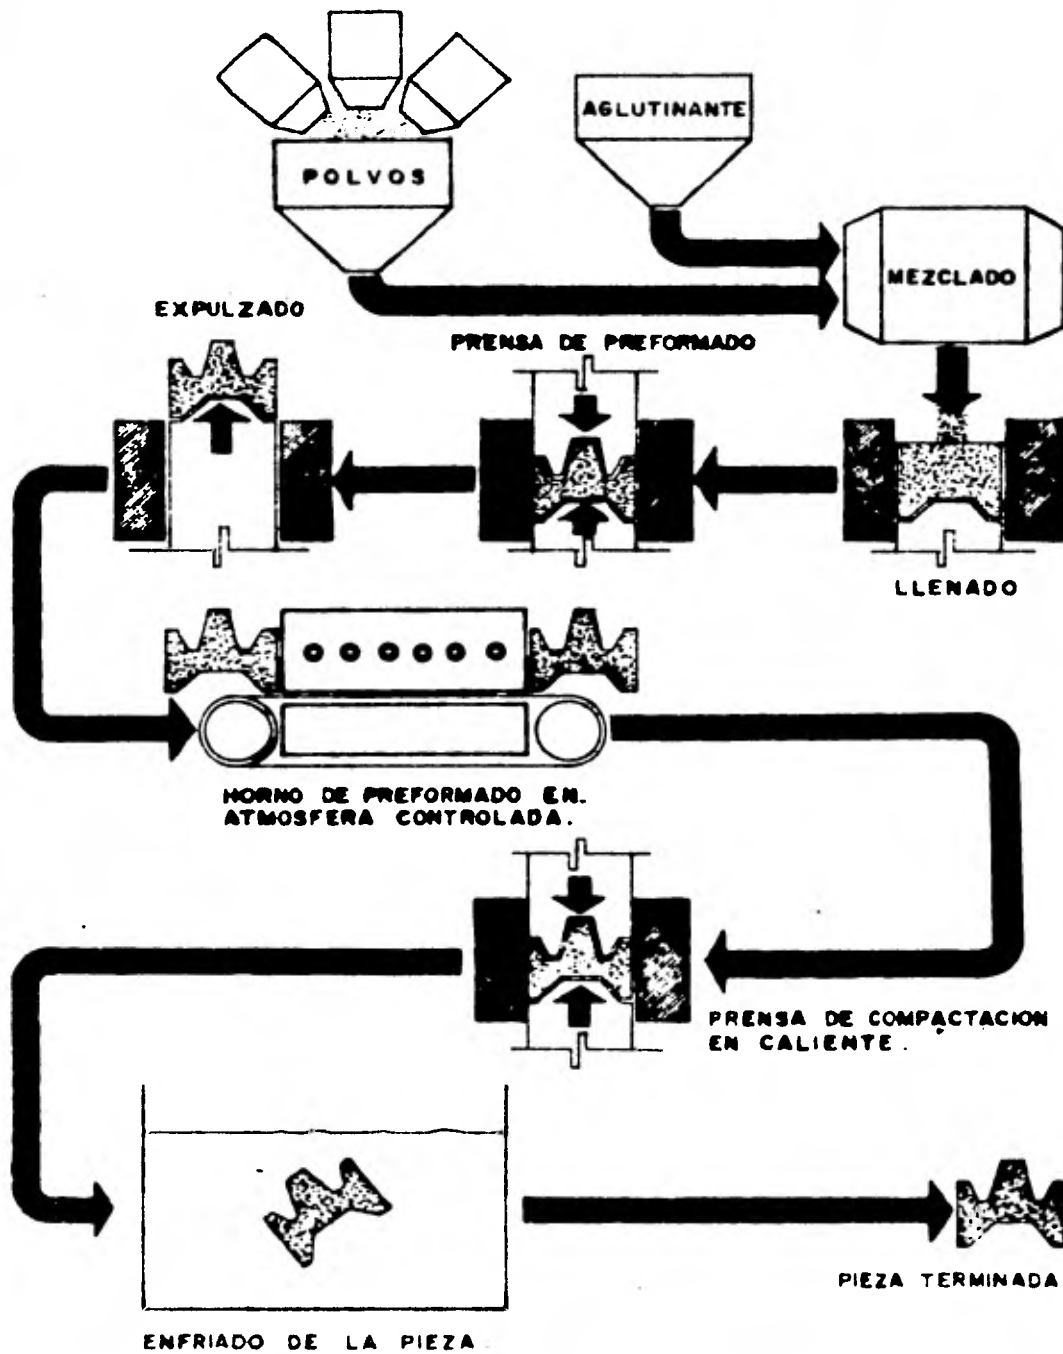 AGLUTINANTE
POLVOS
MEZCLADO
EXPULZADO
PRENSA DE PREFORMADO
LLENADO
HORNO DE PREFORMADO EN.
ATMOSFERA CONTROLADA.
PRENSA DE COMPACTACION
EN CALIENTE.
PIEZA TERMINADA
ENFRIADO DE LA PIEZA